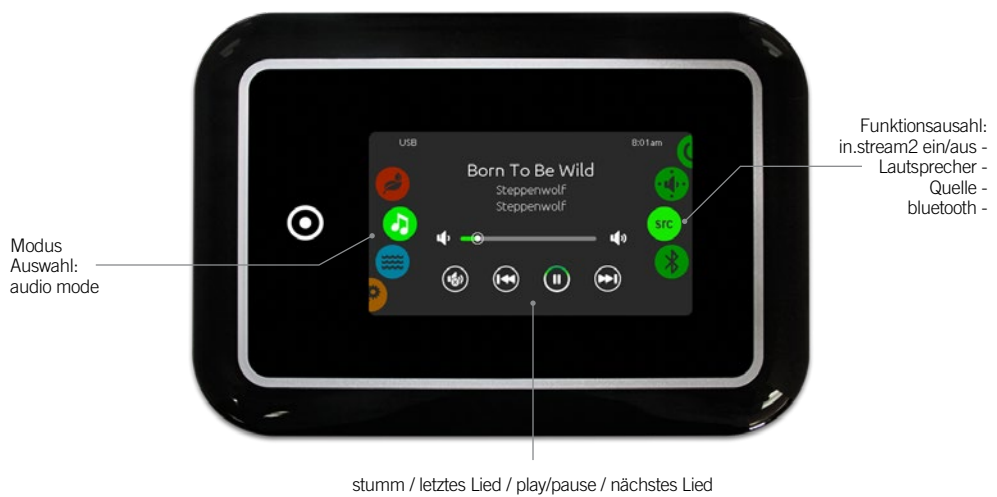 USB
8:01am
Born To Be Wild
Steppenwolf
Steppenwolf
src
Modus
Auswahl:
audio mode
Funktionsausahl:
in.stream2 ein/aus -
Lautsprecher -
Quelle -
bluetooth -
stumm / letztes Lied / play/pause / nächstes Lied